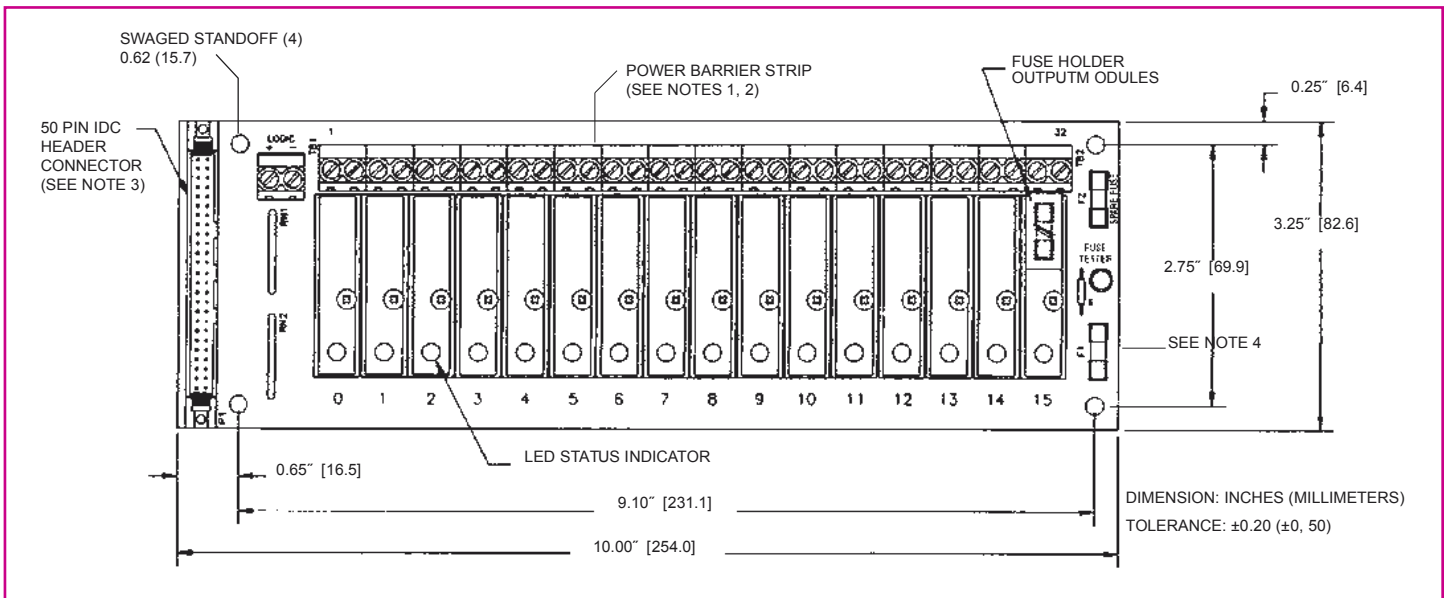 SWAGED STANDOFF (4)
0.62 (15.7)
POWER BARRIER STRIP
(SEE NOTES 1, 2)
FUSE HOLDER
OUTPUTM ODULES
0.25˝ [6.4]
50 PIN IDC
HEADER
CONNECTOR
(SEE NOTE 3)
LOGIC
+ −
TB1
1
32
TB2
F2
SPARE FUSE
RN1
3.25˝ [82.6]
FUSE
TESTER
2.75˝ [69.9]
RN2
F1
SEE NOTE 4
0 1 2 3 4 5 6 7 8 9 10 11 12 13 14 15
P1
LED STATUS INDICATOR
0.65˝ [16.5]
9.10˝ [231.1]
DIMENSION: INCHES (MILLIMETERS)
TOLERANCE: ±0.20 (±0, 50)
10.00˝ [254.0]